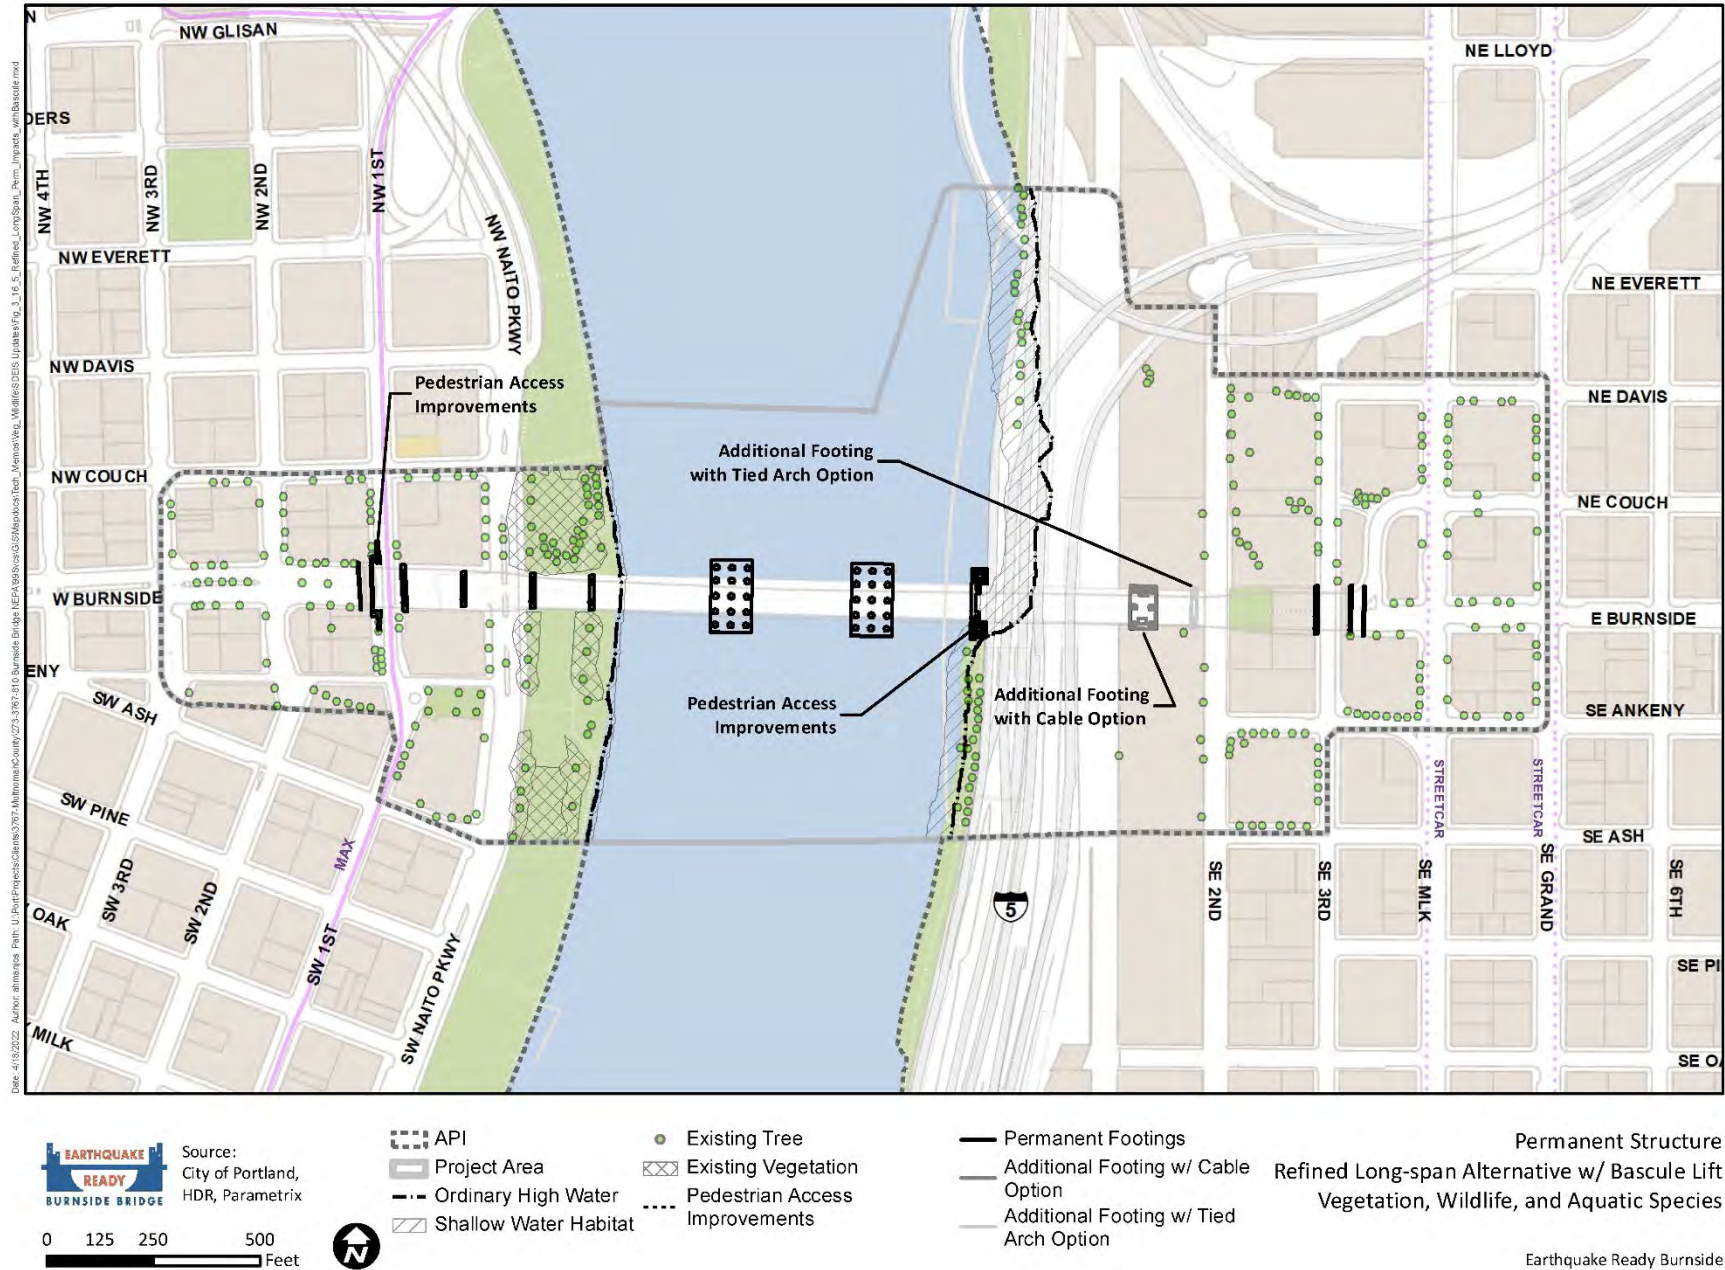 NW GLISAN
NE LLOYD
DERS
NW 4TH
NW 3RD
NW 2ND
NW 1ST
NW NAITO PKWY
NW EVERETT
NE EVERETT
NW DAVIS
NE DAVIS
Pedestrian Access
Improvements
Additional Footing
with Tied Arch Option
NW COUCH
NE COUCH
W BURNSIDE
E BURNSIDE
ENY
SW ASH
Pedestrian Access
Improvements
Additional Footing
with Cable Option
SE ANKENY
SW PINE
STREETCAR
STREETCAR
SE ASH
MAX
SW 3RD
SW 2ND
SW 1ST
SW NAITO PKWY
OAK
MILK
5
SE 2ND
SE 3RD
SE MLK
SE GRAND
SE 6TH
SE PI
SE O
EARTHQUAKE
READY
BURNSIDE BRIDGE
Source:
City of Portland,
HDR, Parametrix
0 125 250 500
Feet
N
API
Project Area
Ordinary High Water
Shallow Water Habitat
Existing Tree
Existing Vegetation
Pedestrian Access
Improvements
Permanent Footings
Additional Footing w/ Cable
Option
Additional Footing w/ Tied
Arch Option
Permanent Structure
Refined Long-span Alternative w/ Bascule Lift
Vegetation, Wildlife, and Aquatic Species
Earthquake Ready Burnside